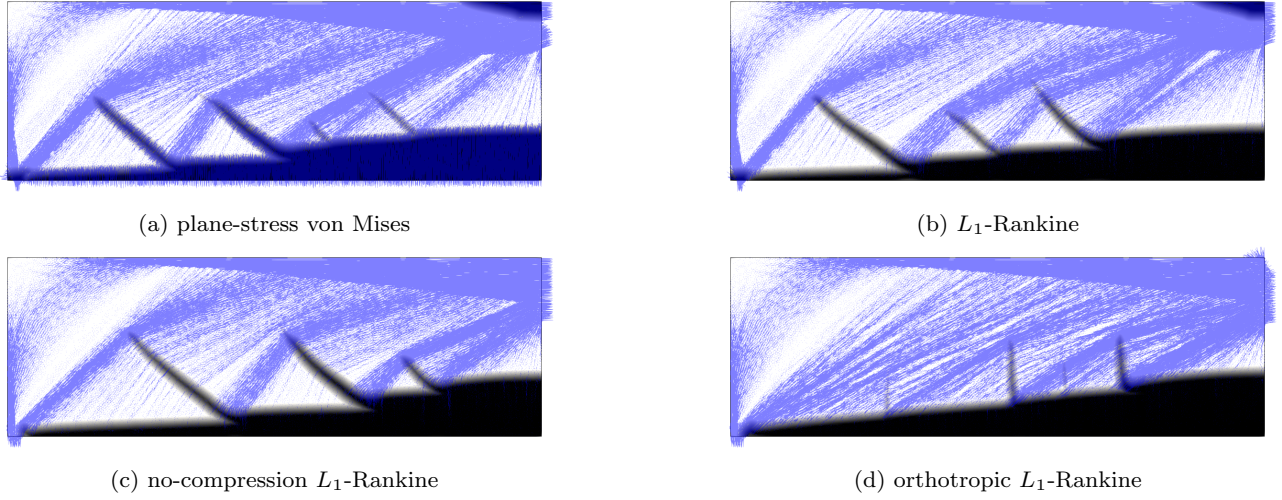 (a) plane-stress von Mises
(b) L₁-Rankine
(c) no-compression L₁-Rankine
(d) orthotropic L₁-Rankine